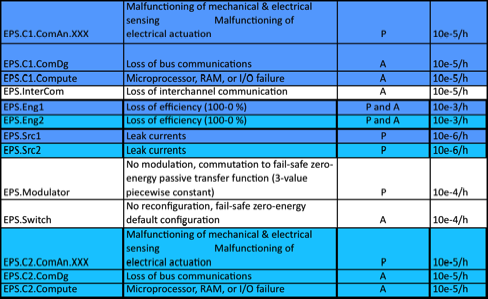 Malfunctioning of mechanical & electrical
sensing Malfunctioning of
EPS.C1.ComAn.XXX electrical actuation P 10e-5/h
EPS.C1.ComDg Loss of bus communications A 10e-5/h
EPS.C1.Compute Microprocessor, RAM, or I/O failure A 10e-5/h
EPS.InterCom Loss of interchannel communication A 10e-5/h
EPS.Eng1 Loss of efficiency (100-0 %) P and A 10e-3/h
EPS.Eng2 Loss of efficiency (100-0 %) P and A 10e-3/h
EPS.Src1 Leak currents P 10e-6/h
EPS.Src2 Leak currents P 10e-6/h
No modulation, commutation to fail-safe zero-
energy passive transfer function (3-value
EPS.Modulator piecewise constant) P 10e-4/h
No reconfiguration, fail-safe zero-energy
EPS.Switch default configuration A 10e-4/h
Malfunctioning of mechanical & electrical
sensing Malfunctioning of
EPS.C2.ComAn.XXX electrical actuation P 10e-5/h
EPS.C2.ComDg Loss of bus communications A 10e-5/h
EPS.C2.Compute Microprocessor, RAM, or I/O failure A 10e-5/h